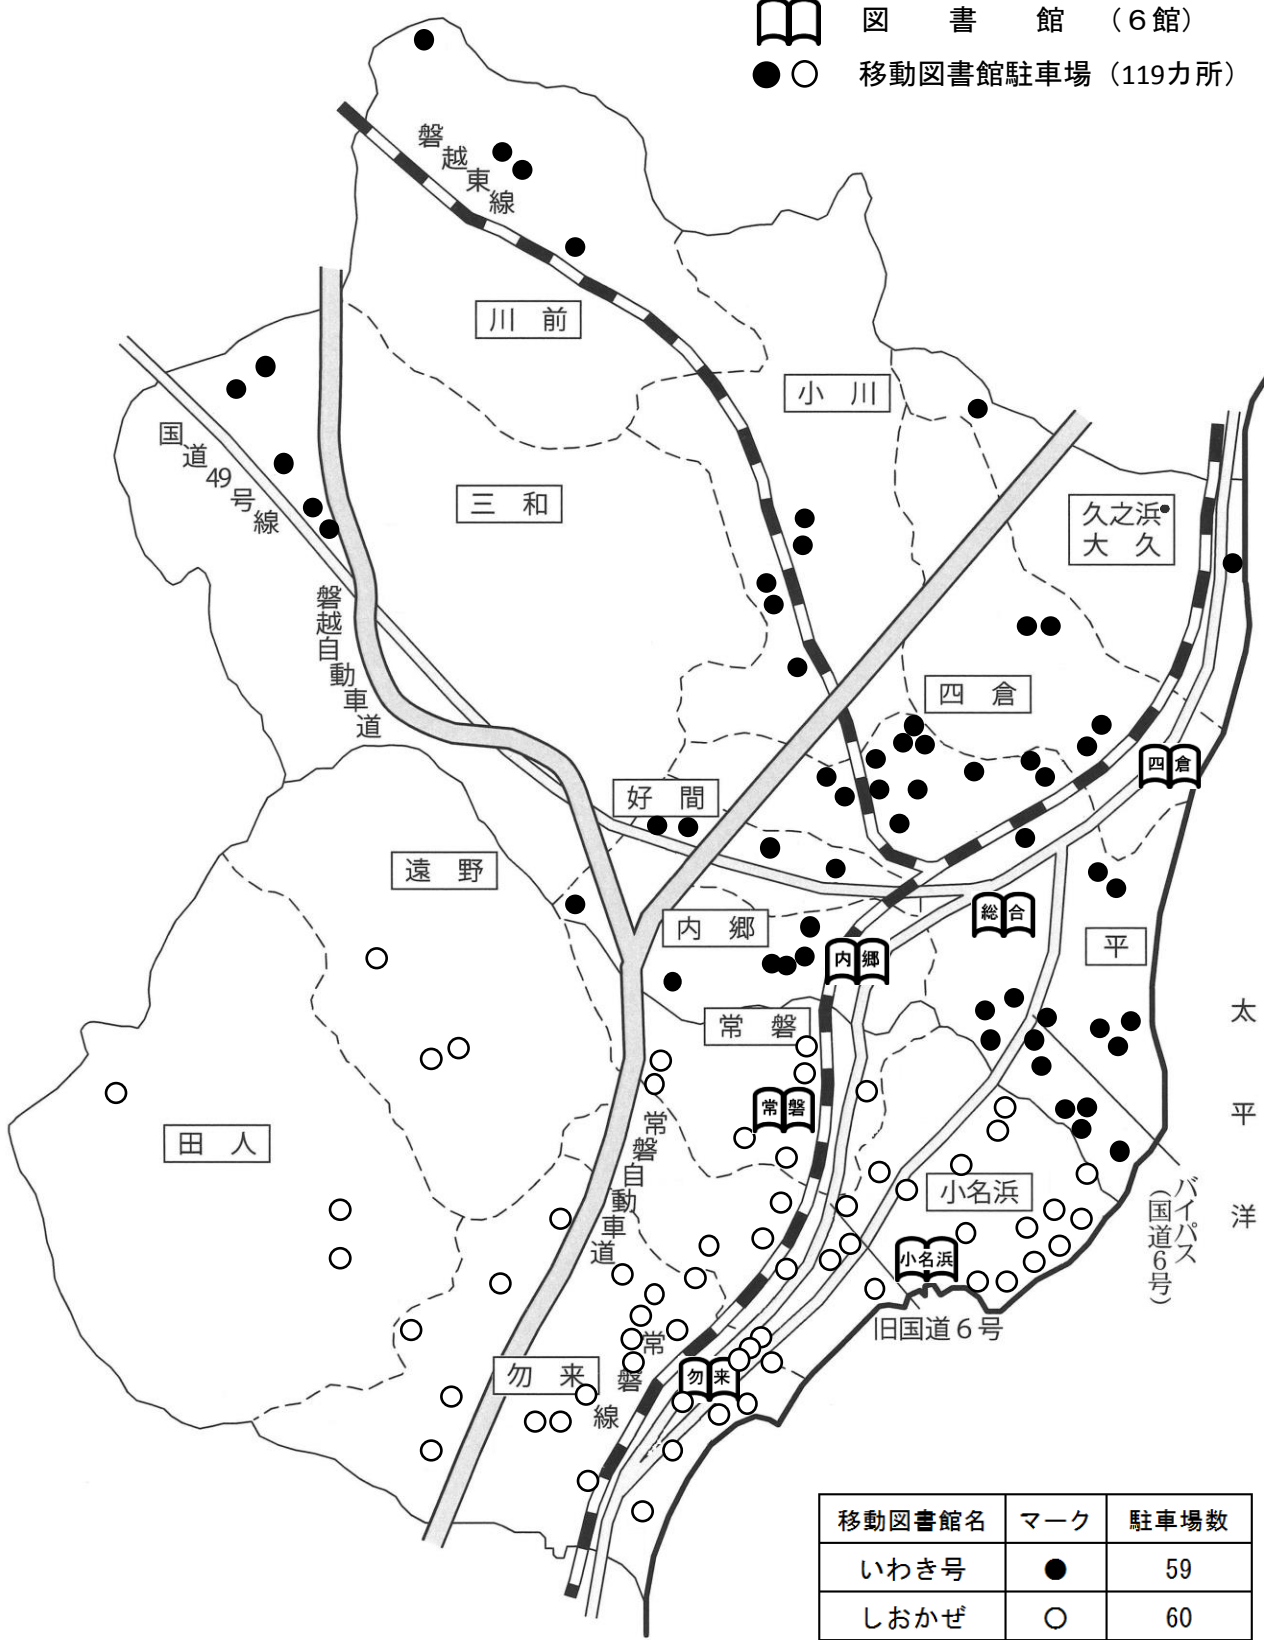 図書館（６館）
移動図書館駐車場（119カ所）
磐越東線
川前
小川
国道49号線
三和
久之浜
大久
磐越自動車道
四倉
四倉
好間
遠野
総合
内郷
内郷
平
常磐
太平洋
常磐
常磐自動車道
田人
小名浜
バイパス
（国道６号）
小名浜
旧国道６号
常磐線
勿来
勿来
移動図書館名 マーク 駐車場数
いわき号 ● 59
しおかぜ ○ 60